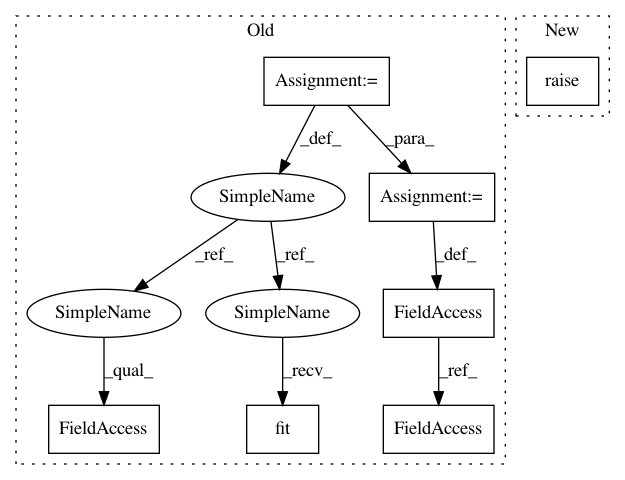 Old
New
Assignment:=
raise
_def_
_para_
SimpleName
Assignment:=
_ref_
_ref_
_def_
SimpleName
SimpleName
FieldAccess
_qual_
_recv_
_ref_
FieldAccess
fit
FieldAccess